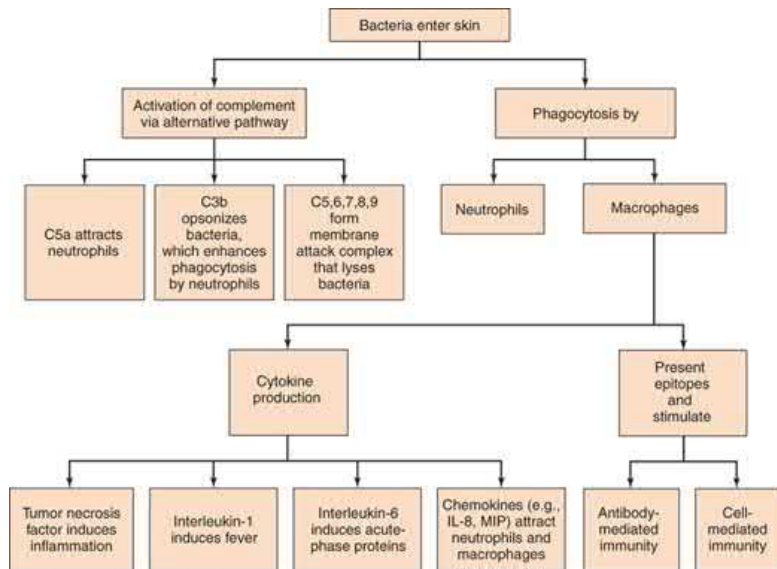 Bacteria enter skin
Activation of complement
via alternative pathway
Phagocytosis by
C5a attracts
neutrophils
C3b
opsonizes
bacteria,
which enhances
phagocytosis
by neutrophils
C5,6,7,8,9
form
membrane
attack complex
that lyses
bacteria
Neutrophils
Macrophages
Cytokine
production
Present
epitopes
and
stimulate
Tumor necrosis
factor induces
inflammation
Interleukin-1
induces fever
Interleukin-6
induces acute-
phase proteins
Chemokines (e.g.,
IL-8, MIP) attract
neutrophils and
macrophages
Antibody-
mediated
immunity
Cell-
mediated
immunity